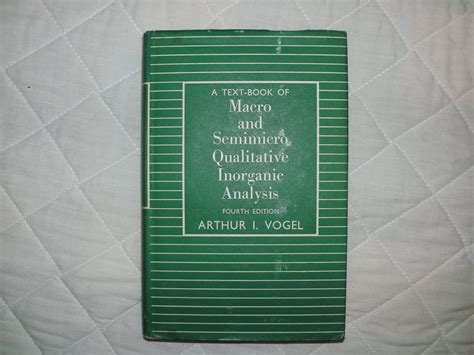 A TEXT-BOOK OF
Macro
and
Semimicro
Qualitative
Inorganic
Analysis
FOURTH EDITION
ARTHUR I. VOGEL